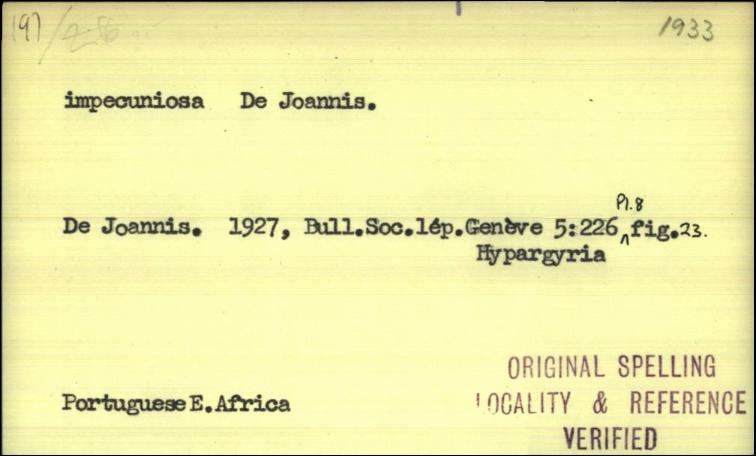 197 1933
impecuniosa De Joannis.
Pl.8
De Joannis. 1927, Bull.Soc.lép.Genève 5:226 ^ fig.23.
Hypargyria
ORIGINAL SPELLING
Portuguese E.Africa LOCALITY & REFERENCE
VERIFIED